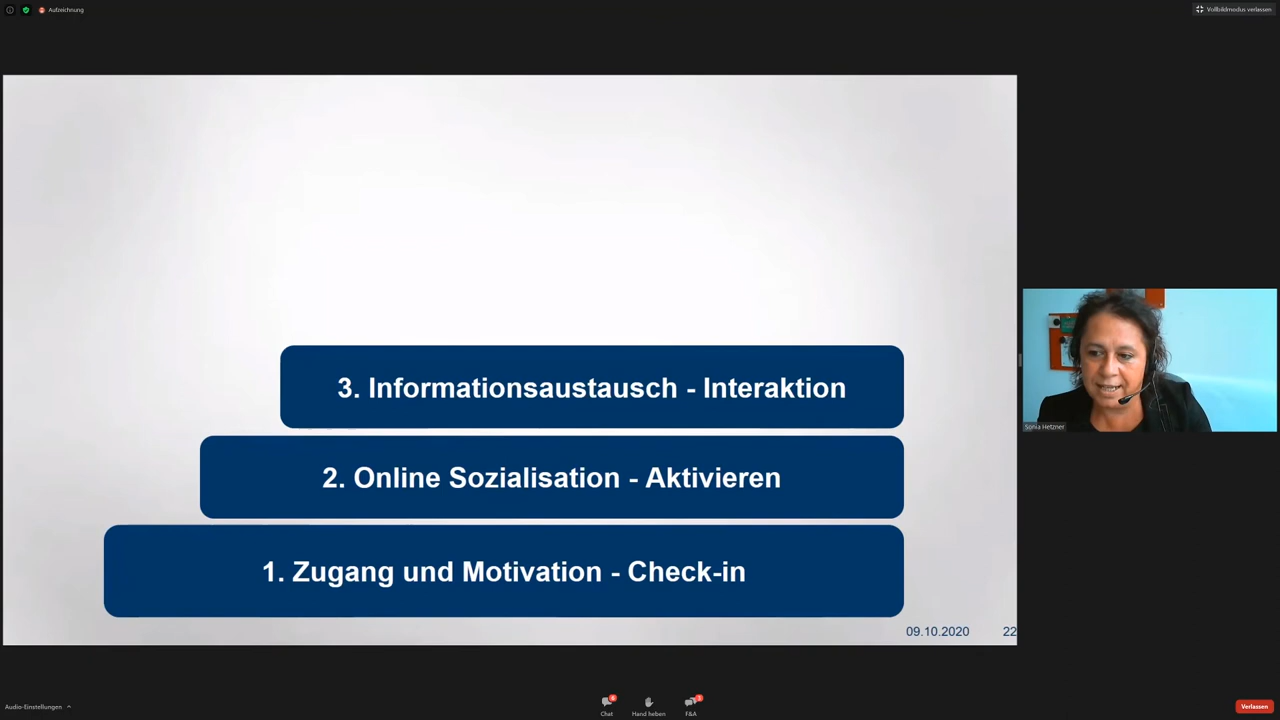 Aufzeichnung
Vollbildmodus verlassen
3. Informationsaustausch - Interaktion
2. Online Sozialisation - Aktivieren
1. Zugang und Motivation - Check-in
09.10.2020 22
Sonia Hetzner
Audio-Einstellungen
Chat
Hand heben
F&A
Verlassen